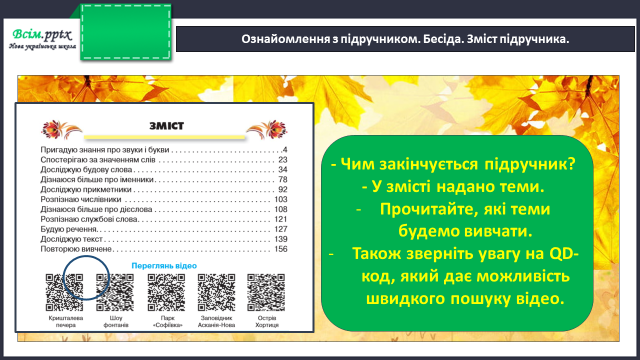 Всім.pptx
Нова українська школа
Ознайомлення з підручником. Бесіда. Зміст підручника.
ЗМІСТ
Пригадую знання про звуки і букви . . . . . . . . . . . . . . . . . . . . . . . . .4
Спостерігаю за значенням слів . . . . . . . . . . . . . . . . . . . . . . . . . . 23
Досліджую будову слова . . . . . . . . . . . . . . . . . . . . . . . . . . . . . . . 34
Дізнаюся більше про іменники. . . . . . . . . . . . . . . . . . . . . . . . . . . 78
Досліджую прикметники . . . . . . . . . . . . . . . . . . . . . . . . . . . . . . . 92
Розпізнаю числівники . . . . . . . . . . . . . . . . . . . . . . . . . . . . . . . . 103
Дізнаюся більше про дієслова . . . . . . . . . . . . . . . . . . . . . . . . . . 108
Розпізнаю службові слова. . . . . . . . . . . . . . . . . . . . . . . . . . . . . . 121
Будую речення. . . . . . . . . . . . . . . . . . . . . . . . . . . . . . . . . . . . . . 127
Досліджую текст . . . . . . . . . . . . . . . . . . . . . . . . . . . . . . . . . . . . . 139
Повторюю вивчене. . . . . . . . . . . . . . . . . . . . . . . . . . . . . . . . . . . 156
Переглянь відео
Кришталева печера
Шоу фонтанів
Парк «Софіївка»
Заповідник Асканія-Нова
Острів Хортиця
- Чим закінчується підручник?
- У змісті надано теми.
- Прочитайте, які теми
будемо вивчати.
- Також зверніть увагу на QD-
код, який дає можливість
швидкого пошуку відео.